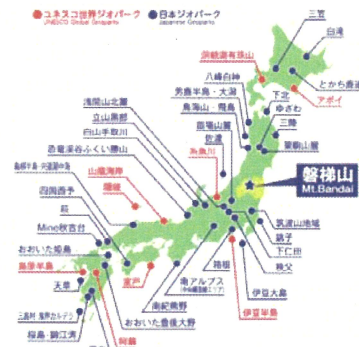 ユネスコ世界ジオパーク
UNESCO Global Geoparks
日本ジオパーク
Japanese Geoparks
三笠
白滝
洞爺湖有珠山
とかち鹿追
アポイ
八峰白神
男鹿半島・大潟
鳥海山・飛島
下北
ゆざわ
三陸
栗駒山麓
浅間山北麓
立山黒部
白山手取川
恐竜渓谷ふくい勝山
苗場山麓
佐渡
糸魚川
磐梯山
Mt.Bandai
山陰海岸
隠岐
四国西予
萩
Mine秋吉台
おおいた姫島
島原半島
天草
桜島・錦江湾
阿蘇
おおいた豊後大野
室戸
南紀熊野
南アルプス
箱根
伊豆半島
伊豆大島
秩父
下仁田
銚子
筑波山地域